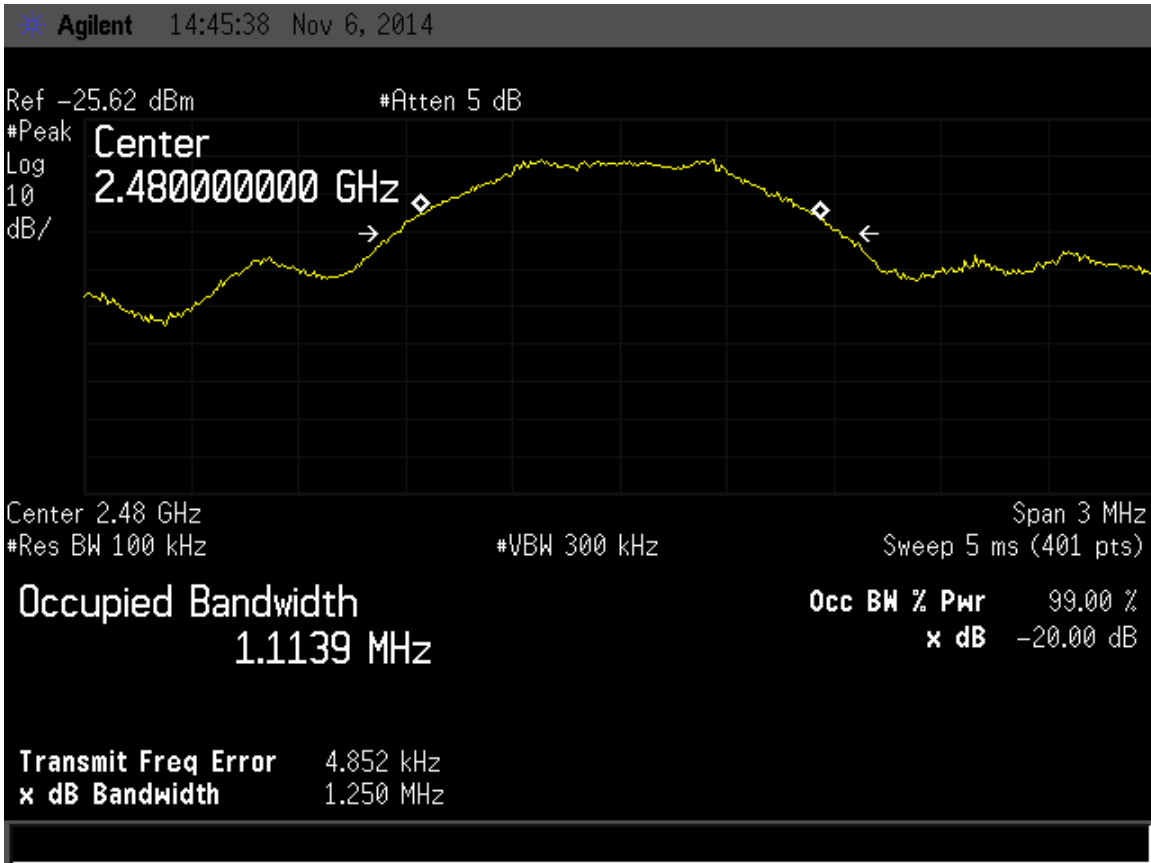 Agilent 14:45:38 Nov 6, 2014
Ref -25.62 dBm #Atten 5 dB
#Peak
Log
10
dB/
Center
2.480000000 GHz
Center 2.48 GHz Span 3 MHz
#Res BW 100 kHz #VBW 300 kHz Sweep 5 ms (401 pts)
Occupied Bandwidth
1.1139 MHz
Occ BW % Pwr 99.00 %
x dB -20.00 dB
Transmit Freq Error 4.852 kHz
x dB Bandwidth 1.250 MHz